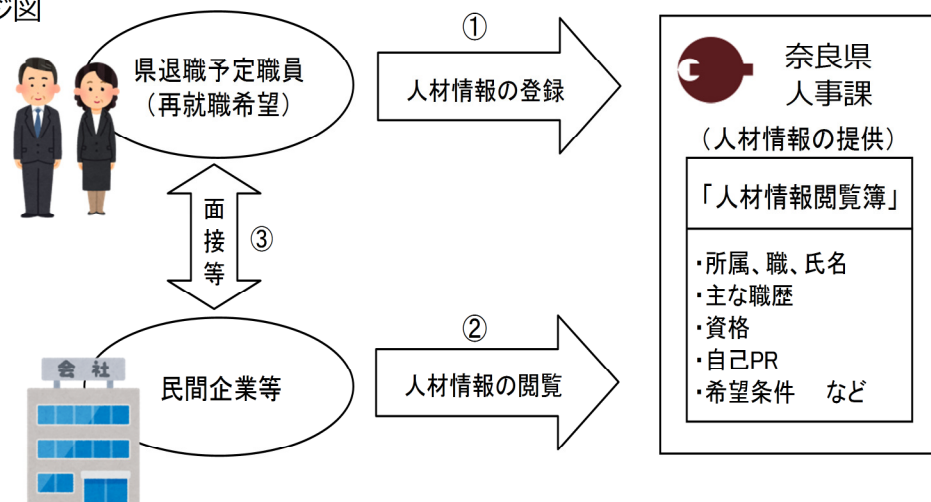 ジ図
県退職予定職員
（再就職希望）
①
人材情報の登録
奈良県
人事課
（人材情報の提供）
「人材情報閲覧簿」
・所属、職、氏名
・主な職歴
・資格
・自己PR
・希望条件　など
面接等
③
②
人材情報の閲覧
民間企業等
会社